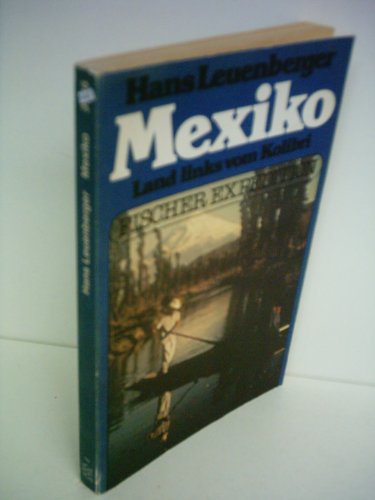 Hans Leuenberger
Mexiko
Land links vom Kolibri
FISCHER EXPEDITION
Hans Leuenberger Mexiko